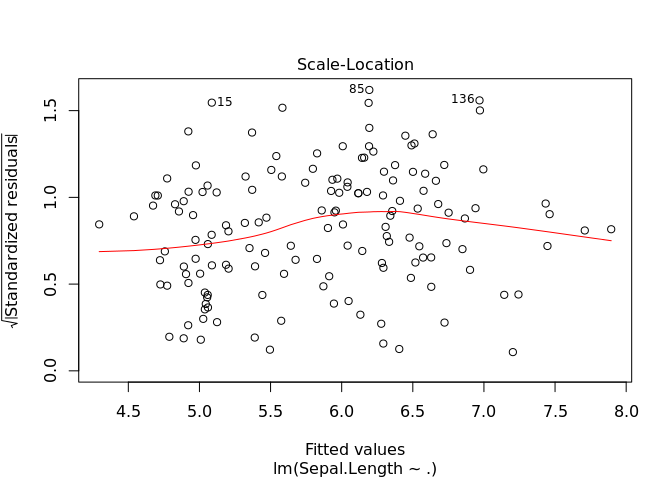 Scale-Location
√|Standardized residuals|
1.5
1.0
0.5
0.0
15
85
136
4.5 5.0 5.5 6.0 6.5 7.0 7.5 8.0
Fitted values
lm(Sepal.Length ~ .)